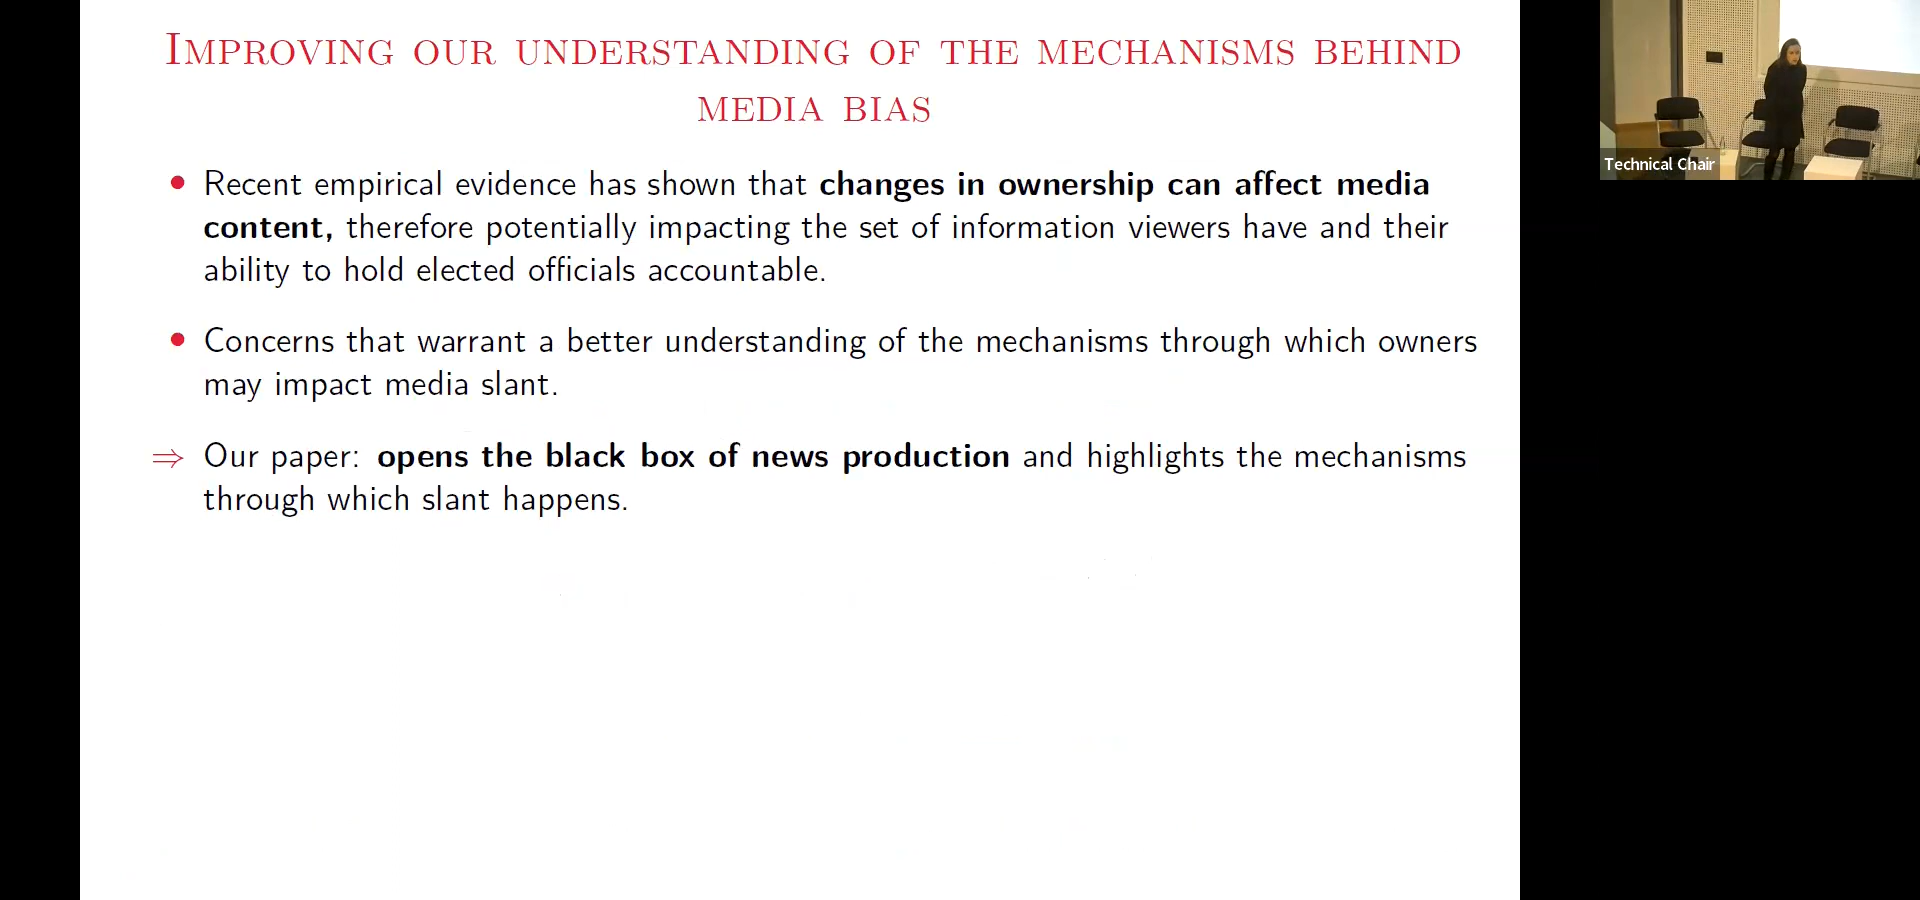 IMPROVING OUR UNDERSTANDING OF THE MECHANISMS BEHIND
MEDIA BIAS
• Recent empirical evidence has shown that changes in ownership can affect media
content, therefore potentially impacting the set of information viewers have and their
ability to hold elected officials accountable.
• Concerns that warrant a better understanding of the mechanisms through which owners
may impact media slant.
⇒ Our paper: opens the black box of news production and highlights the mechanisms
through which slant happens.
Technical Chair